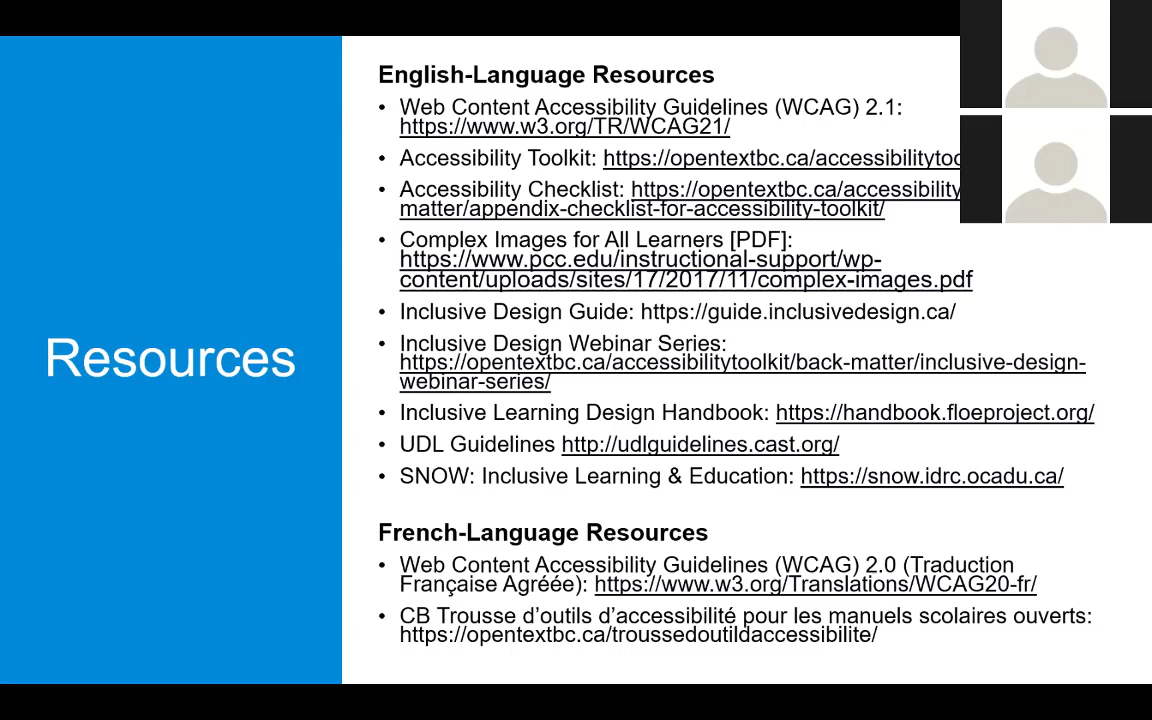 Resources
English-Language Resources
• Web Content Accessibility Guidelines (WCAG) 2.1:
https://www.w3.org/TR/WCAG21/
• Accessibility Toolkit: https://opentextbc.ca/accessibilitytoo
• Accessibility Checklist: https://opentextbc.ca/accessibility
matter/appendix-checklist-for-accessibility-toolkit/
• Complex Images for All Learners [PDF]:
https://www.pcc.edu/instructional-support/wp-
content/uploads/sites/17/2017/11/complex-images.pdf
• Inclusive Design Guide: https://guide.inclusivedesign.ca/
• Inclusive Design Webinar Series:
https://opentextbc.ca/accessibilitytoolkit/back-matter/inclusive-design-
webinar-series/
• Inclusive Learning Design Handbook: https://handbook.floeproject.org/
• UDL Guidelines http://udlguidelines.cast.org/
• SNOW: Inclusive Learning & Education: https://snow.idrc.ocadu.ca/
French-Language Resources
• Web Content Accessibility Guidelines (WCAG) 2.0 (Traduction
Française Agréée): https://www.w3.org/Translations/WCAG20-fr/
• CB Trousse d’outils d’accessibilité pour les manuels scolaires ouverts:
https://opentextbc.ca/troussedoutildaccessibilite/